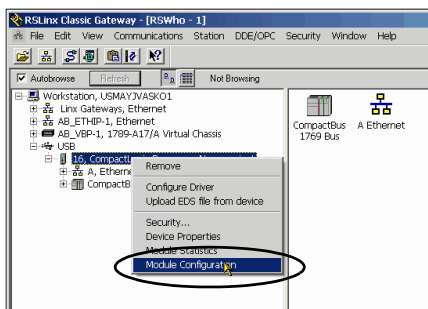 RSLinx Classic Gateway - [RSWho - 1]
File Edit View Communications Station DDE/OPC Security Window Help
Autobrowse Refresh Not Browsing
Workstation, USMAYJVASKO1
Linx Gateways, Ethernet
AB_ETHIP-1, Ethernet
AB_VBP-1, 1789-A17/A Virtual Chassis
USB
16,
A, Etherne
CompactB
Remove
Configure Driver
Upload EDS file from device
Security...
Device Properties
Module Statistics
Module Configuration
CompactBus A Ethernet
1769 Bus